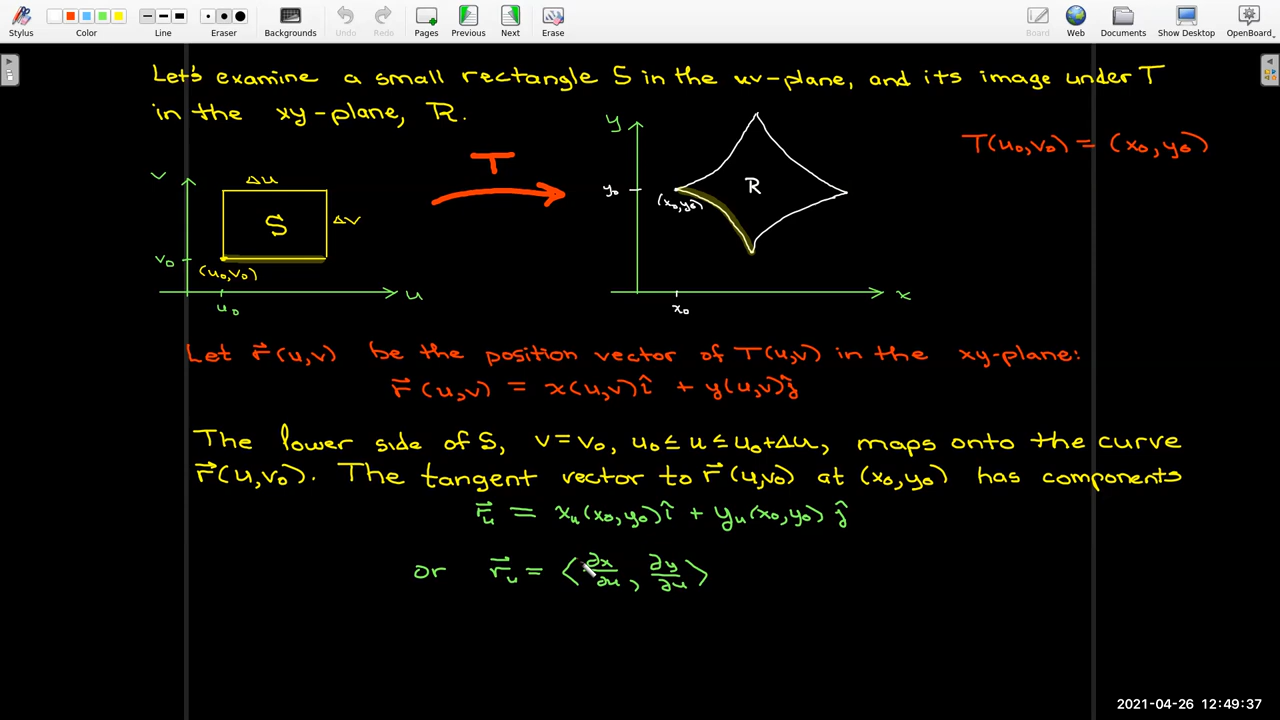 Stylus
Color
Line
Eraser
Backgrounds
Undo
Redo
Pages
Previous
Next
Erase
Board
Web
Documents
Show Desktop
OpenBoard
Let's examine a small rectangle S in the uv-plane, and its image under T
in the xy-plane, R.
T(u₀,v₀) = (x₀,y₀)
T
v
Δu
S
Δv
v₀
(u₀,v₀)
u₀
u
y
y₀
(x₀,y₀)
R
x₀
x
Let r⃗(u,v) be the position vector of T(u,v) in the xy-plane:
r⃗(u,v) = x(u,v)î + y(u,v)ĵ
The lower side of S, v=v₀, u₀≤u≤u₀+Δu, maps onto the curve
r⃗(u,v₀). The tangent vector to r⃗(u,v₀) at (x₀,y₀) has components
r⃗ᵤ = xᵤ(x₀,y₀)î + yᵤ(x₀,y₀)ĵ
or r⃗ᵤ = ⟨∂x/∂u, ∂y/∂u⟩
2021-04-26 12:49:37